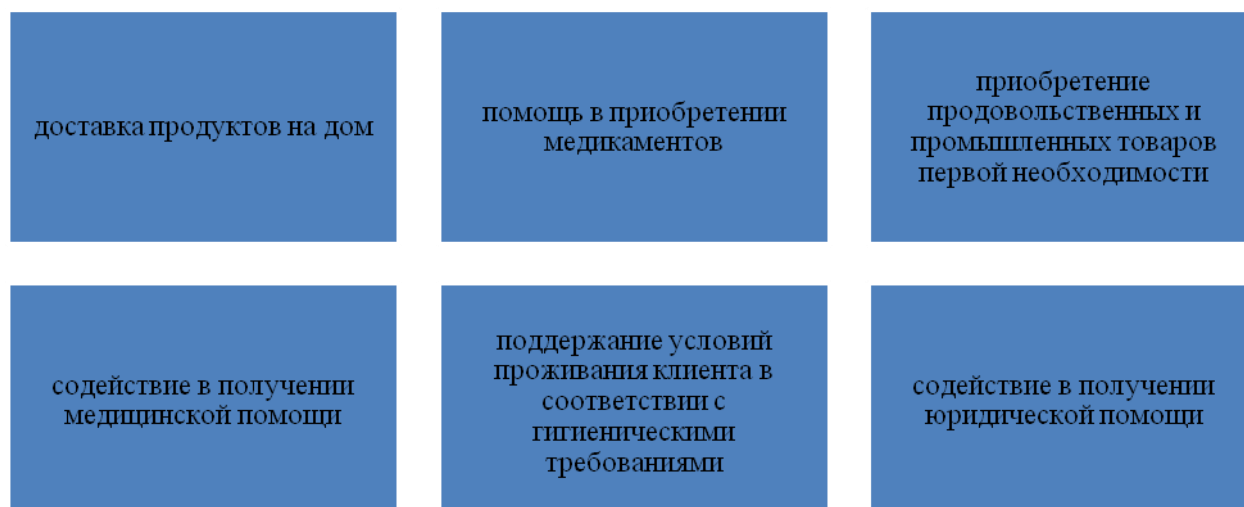 доставка продуктов на дом
помощь в приобретении
медикаментов
приобретение
продовольственных и
промышленных товаров
первой необходимости
содействие в получении
медицинской помощи
поддержание условий
проживания клиента в
соответствии с
гигиеническими
требованиями
содействие в получении
юридической помощи